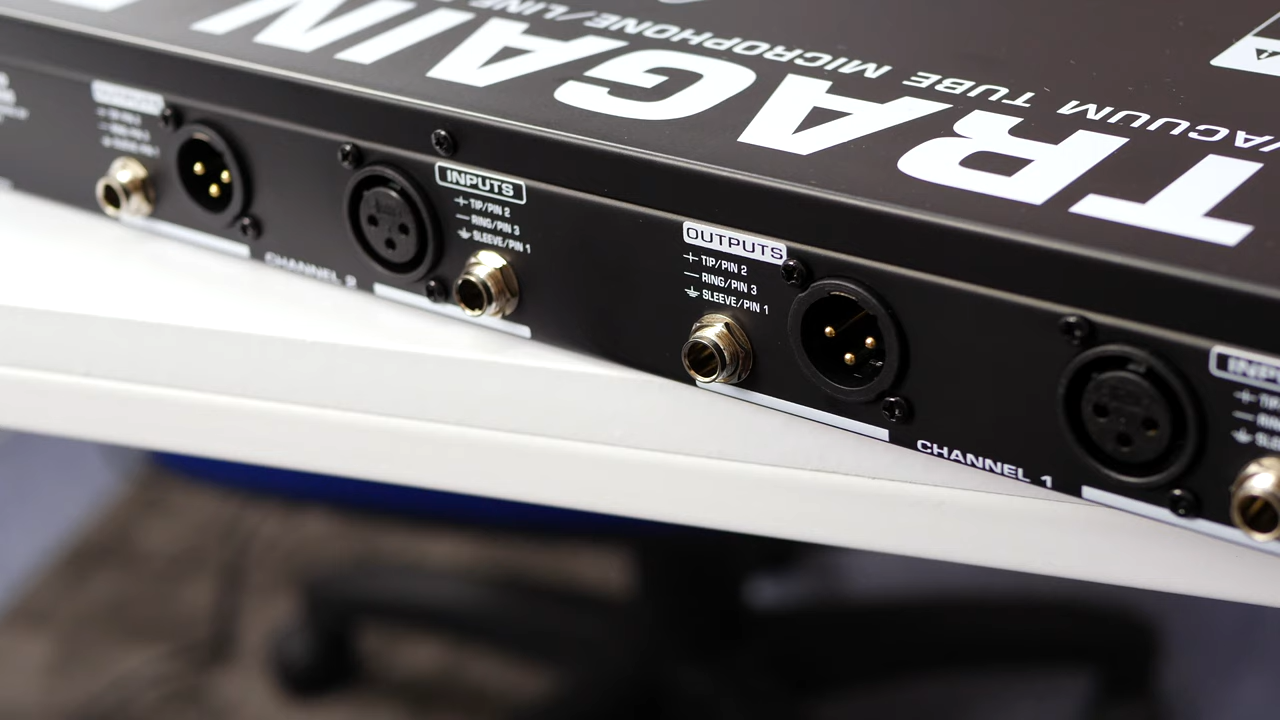 TRAGAIN
VACUUM TUBE MICROPHONE/LINE
OUTPUTS
CHANNEL 2
INPUTS
TIP/PIN 2
RING/PIN 3
SLEEVE/PIN 1
OUTPUTS
TIP/PIN 2
RING/PIN 3
SLEEVE/PIN 1
CHANNEL 1